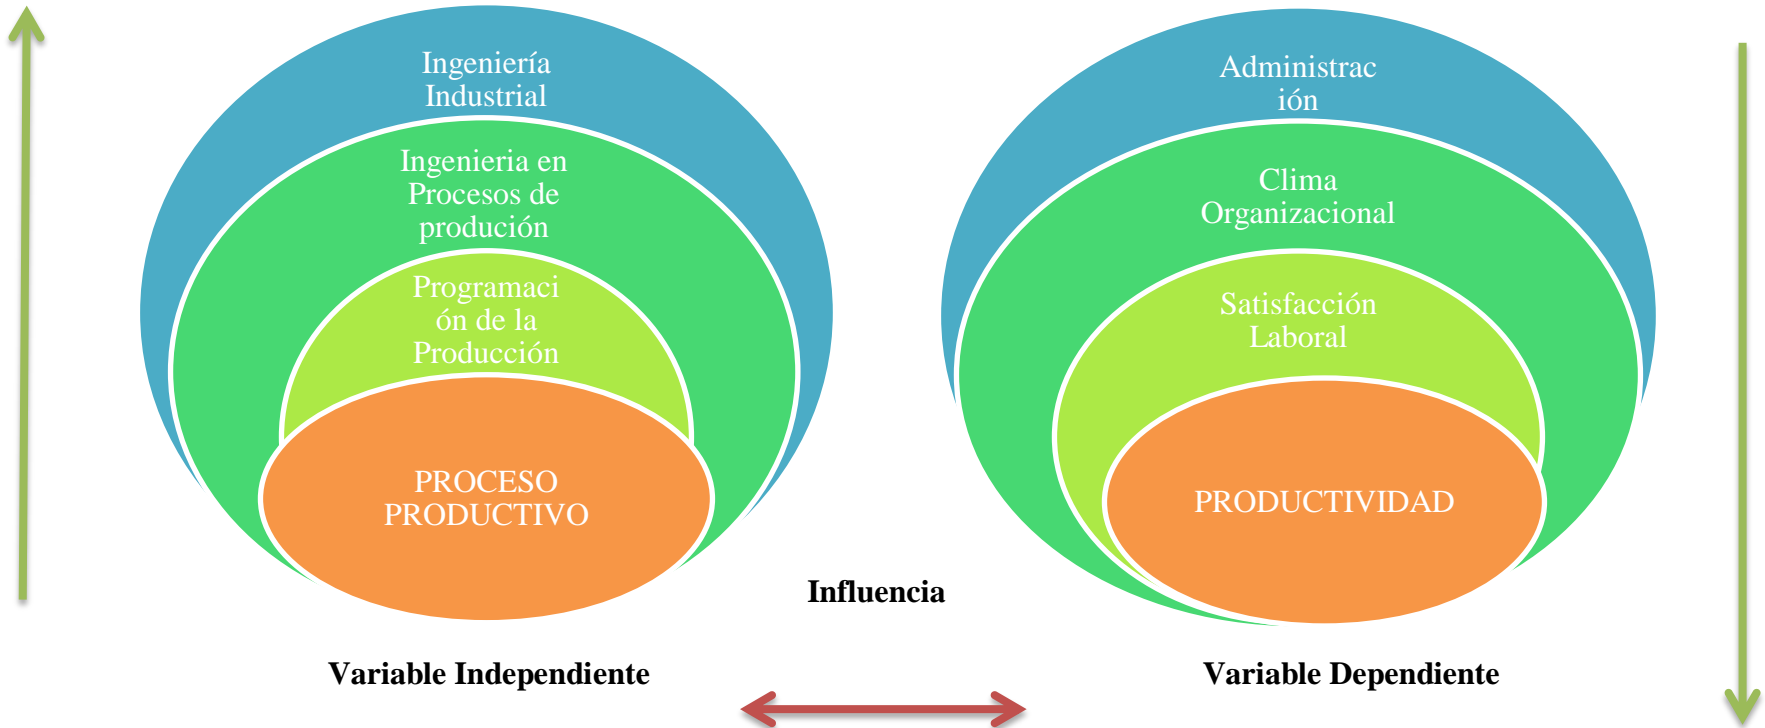 Ingeniería
Industrial
Ingenieria en
Procesos de
produción
Programaci
ón de la
Producción
PROCESO
PRODUCTIVO
Administrac
ión
Clima
Organizacional
Satisfacción
Laboral
PRODUCTIVIDAD
Influencia
Variable Independiente
Variable Dependiente